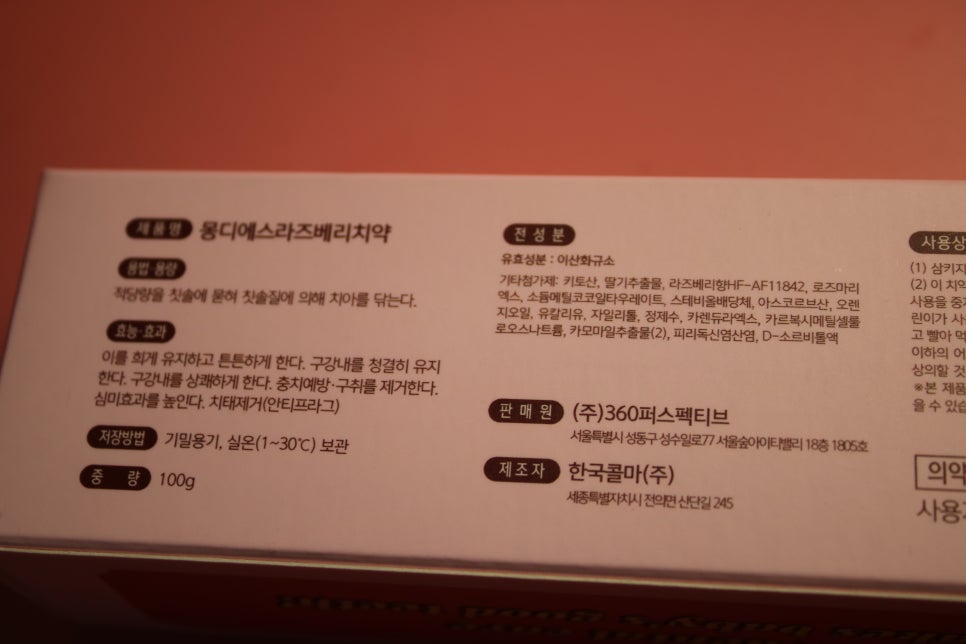 제품명 몽디에스라즈베리치약
용법·용량
적당량을 칫솔에 묻혀 칫솔질에 의해 치아를 닦는다.
효능·효과
이를 희게 유지하고 튼튼하게 한다. 구강내를 청결히 유지
한다. 구강내를 상쾌하게 한다. 충치예방·구취를 제거한다.
심미효과를 높인다. 치태제거(안티프라그)
저장방법 기밀용기, 실온(1~30℃) 보관
중 량 100g
전 성 분
유효성분 : 이산화규소
기타첨가제: 키토산, 딸기추출물, 라즈베리향HF-AF11842, 로즈마리
엑스, 소듐메틸코코일타우레이트, 스테비올배당체, 아스코르브산, 오렌
지오일, 유칼리유, 자일리톨, 정제수, 카렌듀라엑스, 카르복시메틸셀룰
로오스나트륨, 카모마일추출물(2), 피리독신염산염, D-소르비톨액
판 매 원 (주)360퍼스펙티브
서울특별시 성동구 성수일로77 서울숲아이티밸리 18층 1805호
제 조 자 한국콜마(주)
세종특별자치시 전의면 산단길 245
사용상
(1) 삼키지
(2) 이 치약
사용을 중지
린이가 사
고 빨아 먹
이하의 어
상의할 것
※본 제품
을 수 있습
의약
사용기